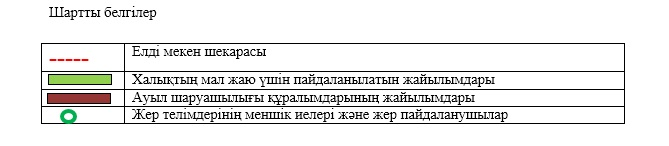 Шартты белгілер
Елді мекен шекарасы
Халықтың мал жаю үшін пайдаланылатын жайылымдары
Ауыл шаруашылығы құралымдарының жайылымдары
Жер телімдерінің меншік иелері және жер пайдаланушылар